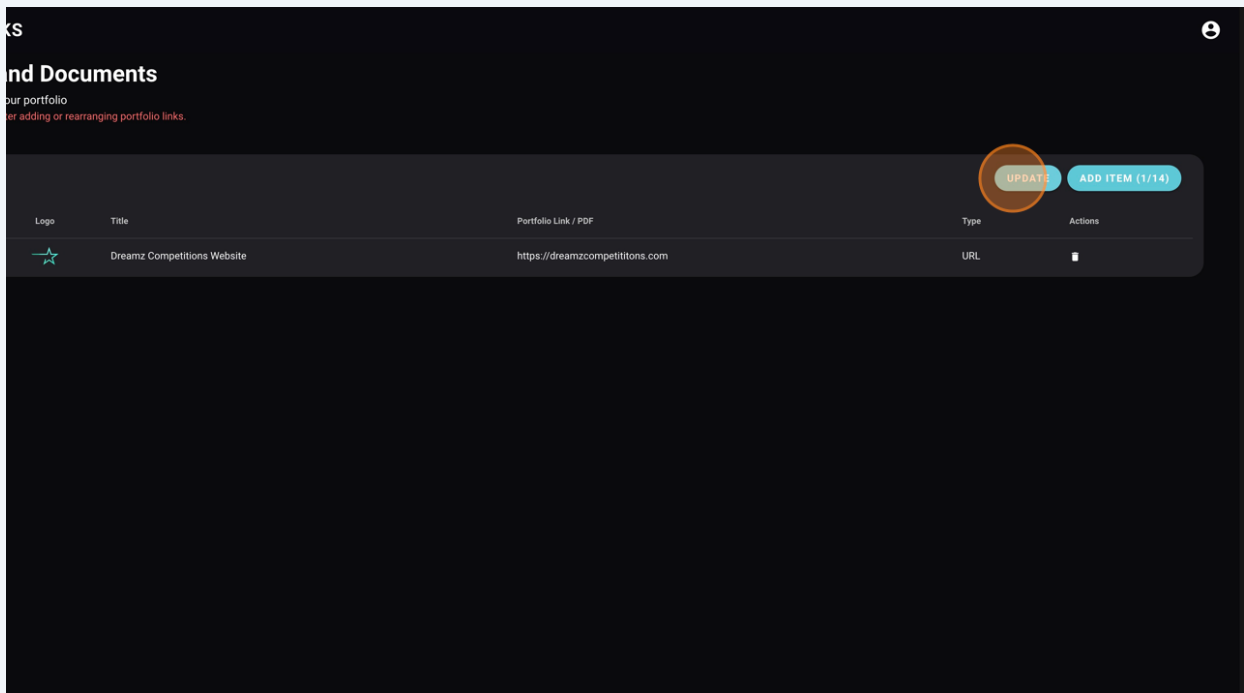 KS
and Documents
our portfolio
ter adding or rearranging portfolio links.
UPDATE
ADD ITEM (1/14)
Logo
Title
Portfolio Link / PDF
Type
Actions
Dreamz Competitions Website
https://dreamzcompetititons.com
URL